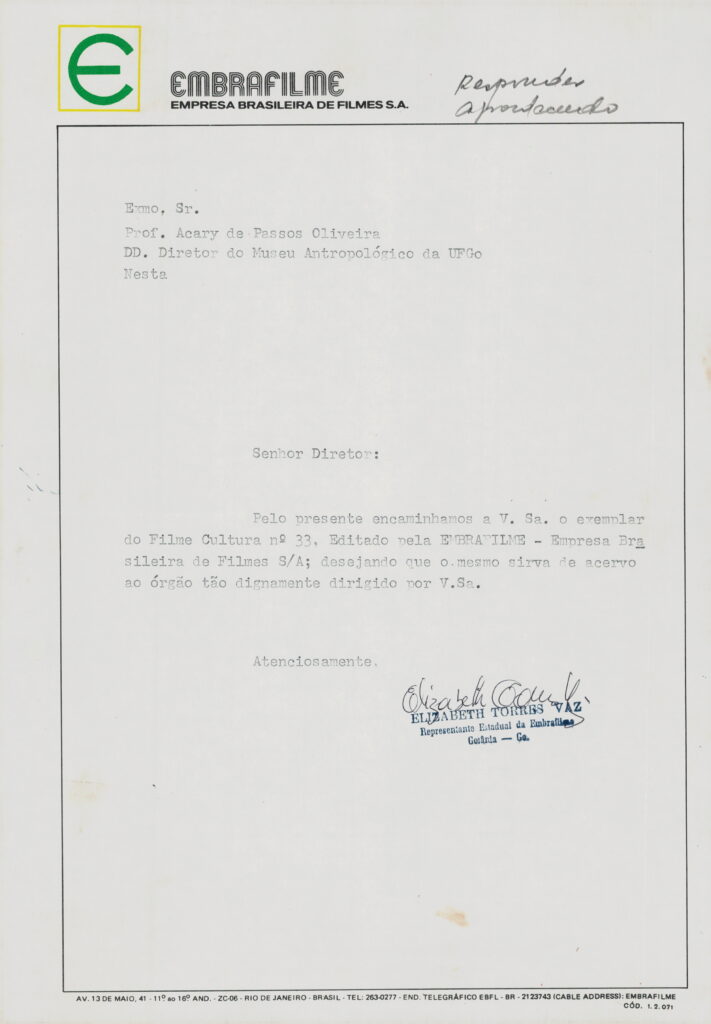 EMBRAFILME
EMPRESA BRASILEIRA DE FILMES S.A.
Responder
Exmo, Sr.
Prof. Acary de Passos Oliveira
DD. Diretor do Museu Antropológico da UFGo
Nesta
Senhor Diretor:
Pelo presente encaminhamos a V. Sa. o exemplar
do Filme Cultura nº 33. Editado pela EMBRAFILME - Empresa Bra
sileira de Filmes S/A; desejando que o mesmo sirva de acervo
ao órgão tão dignamente dirigido por V.Sa.
Atenciosamente.
Elizabeth
ELIZABETH TORRES VAZ
Representante Estadual da Embrafilme
Goiânia — Go.
AV. 13 DE MAIO, 41 - 11º ao 16º AND. - ZC-06 - RIO DE JANEIRO - BRASIL - TEL: 263-0277 - END. TELEGRÁFICO EBFL - BR - 2123743 (CABLE ADDRESS): EMBRAFILME
CÓD. 1.2.071